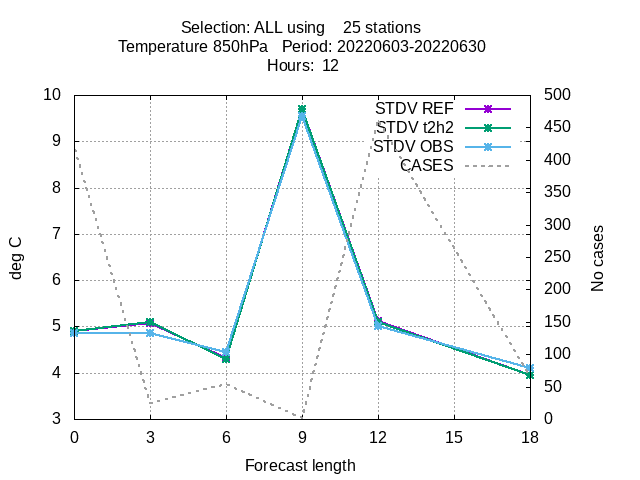 Selection: ALL using    25 stations
Temperature 850hPa   Period: 20220603-20220630
Hours:  12
10
9
8
7
6
5
4
3
500
450
400
350
300
250
200
150
100
50
0
STDV REF
STDV t2h2
STDV OBS
CASES
deg C
No cases
0 3 6 9 12 15 18
Forecast length